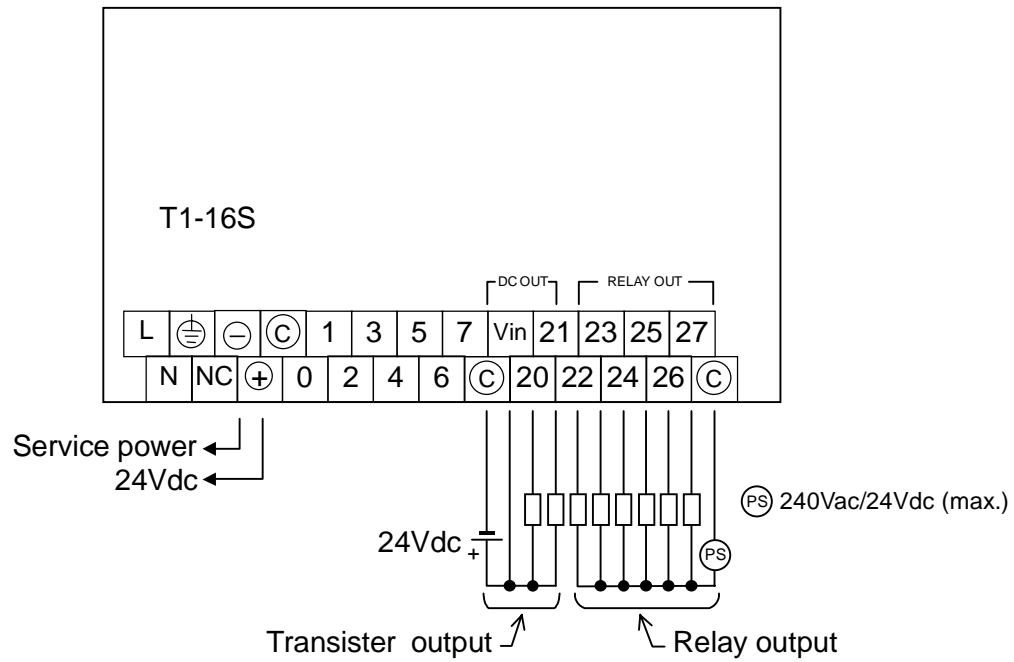 T1-16S
DC OUT RELAY OUT
L C 1 3 5 7 Vin 21 23 25 27
N NC + 0 2 4 6 C 20 22 24 26 C
Service power
24Vdc
PS 240Vac/24Vdc (max.)
24Vdc
+
PS
Transister output
Relay output